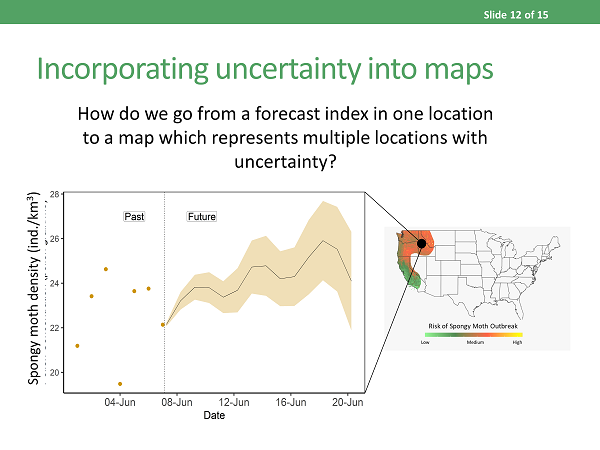 Slide 12 of 15
Incorporating uncertainty into maps
How do we go from a forecast index in one location
to a map which represents multiple locations with
uncertainty?
Spongy moth density (ind./km³)
28
26
24
22
20
Past
Future
04-Jun
08-Jun
12-Jun
16-Jun
20-Jun
Date
Risk of Spongy Moth Outbreak
Low
Medium
High